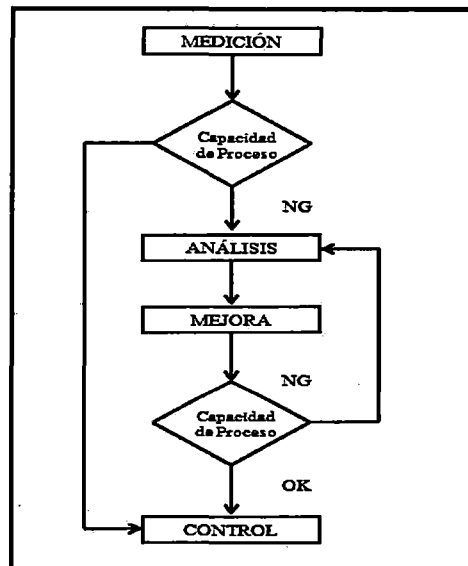 MEDICIÓN
Capacidad
de Proceso
NG
ANÁLISIS
MEJORA
NG
Capacidad
de Proceso
OK
CONTROL